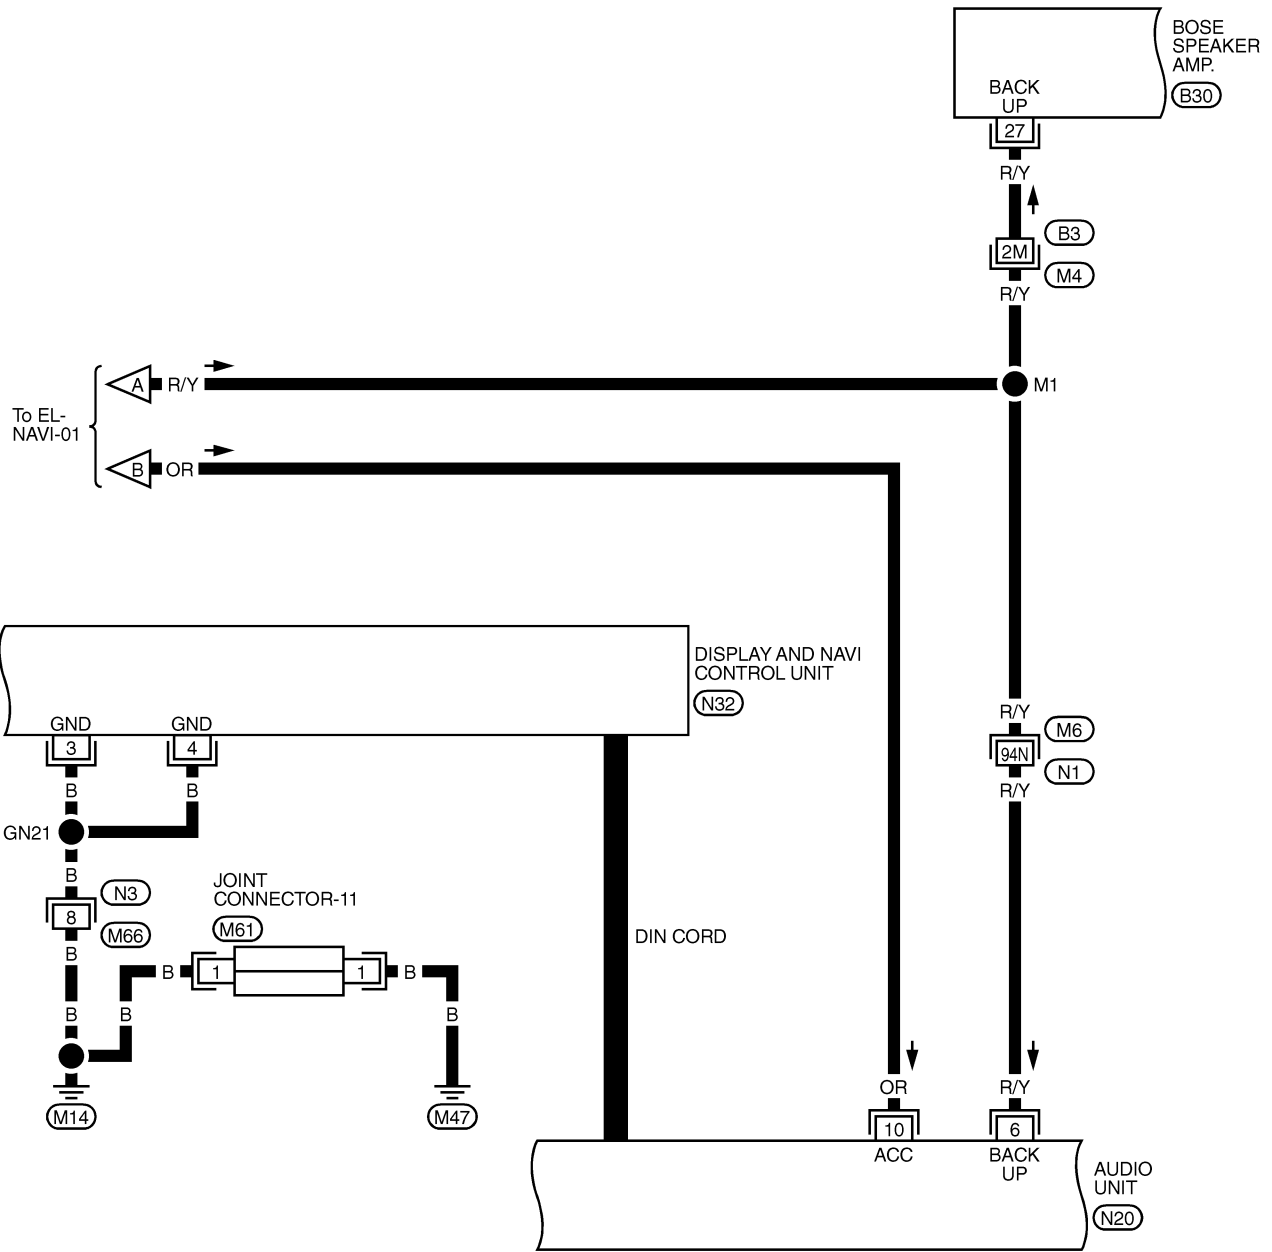 BOSE
SPEAKER
AMP.
B30
BACK
UP
27
R/Y
B3
2M
M4
R/Y
A
R/Y
M1
To EL-
NAVI-01
B
OR
DISPLAY AND NAVI
CONTROL UNIT
N32
GND
GND
3
4
R/Y
M6
94N
N1
B
B
R/Y
GN21
B
JOINT
CONNECTOR-11
N3
8
M66
M61
DIN CORD
B
B
1
1
B
B
B
B
OR
R/Y
M14
M47
10
6
ACC
BACK
UP
AUDIO
UNIT
N20